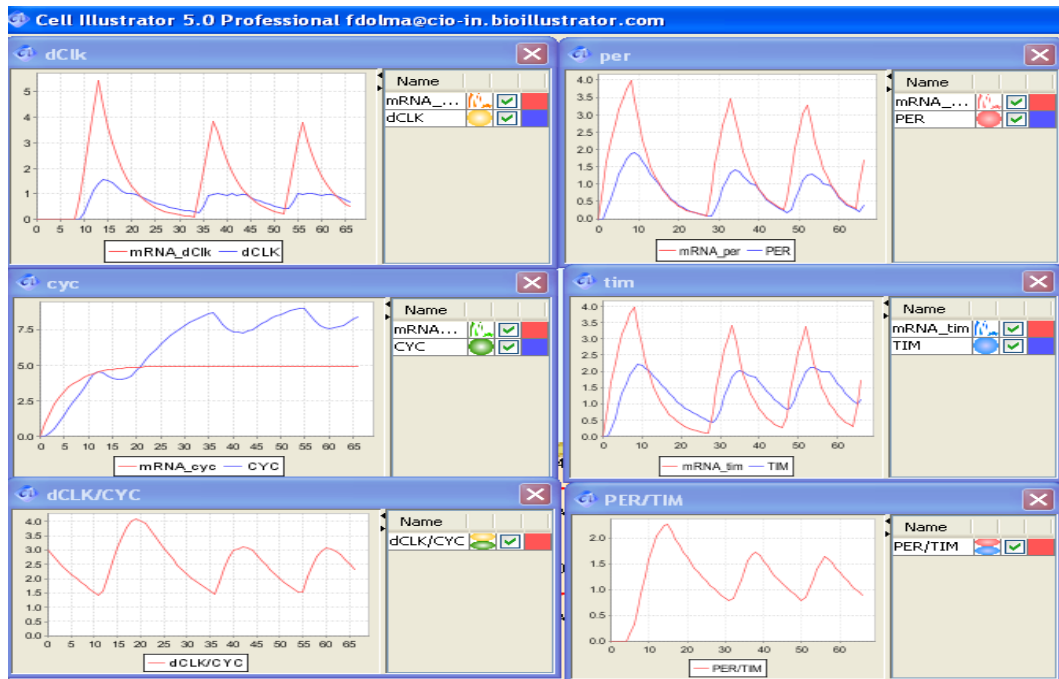 Cell Illustrator 5.0 Professional fdolma@cio-in.bioillustrator.com
dClk
Name
mRNA_...
dCLK
5
4
3
2
1
0
0 5 10 15 20 25 30 35 40 45 50 55 60 65
mRNA_dClk dCLK
per
Name
mRNA_...
PER
4.0
3.5
3.0
2.5
2.0
1.5
1.0
0.5
0.0
0 10 20 30 40 50 60
mRNA_per PER
cyc
Name
mRNA...
CYC
7.5
5.0
2.5
0.0
0 5 10 15 20 25 30 35 40 45 50 55 60 65
mRNA_cyc CYC
tim
Name
mRNA_tim
TIM
4.0
3.5
3.0
2.5
2.0
1.5
1.0
0.5
0.0
0 10 20 30 40 50 60
mRNA_tim TIM
dCLK/CYC
Name
dCLK/CYC
4.0
3.5
3.0
2.5
2.0
1.5
1.0
0.5
0.0
0 5 10 15 20 25 30 35 40 45 50 55 60 65
dCLK/CYC
PER/TIM
Name
PER/TIM
2.0
1.5
1.0
0.5
0.0
0 10 20 30 40 50 60
PER/TIM